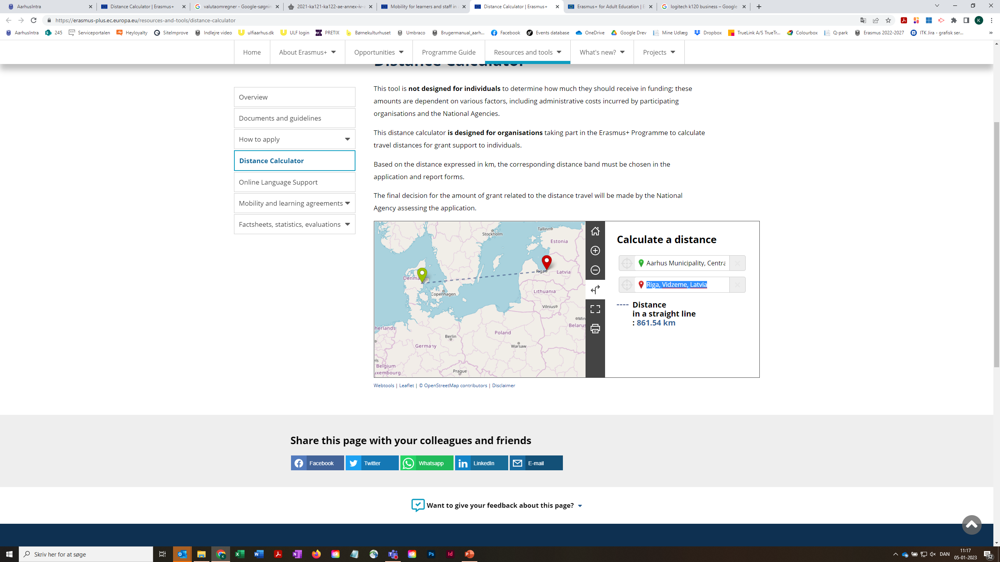 AarhusIntra
Distance Calculator | Erasmus+
valutaomregner - Google-søgnin
2021-ka121-ka122-ae-annex-iv-a
Mobility for learners and staff in
Distance Calculator | Erasmus+
Erasmus+ for Adult Education | E
logitech k120 business – Google
https://erasmus-plus.ec.europa.eu/resources-and-tools/distance-calculator
K
AarhusIntra
245
Serviceportalen
Heyloyalty
SiteImprove
Indlejre video
ulfiaarhus.dk
ULF login
PRETIX
Børnekulturhuset
Umbraco
Brugermanual_aarh...
Facebook
Events database
OneDrive
Google Drev
Mine Udlæg
Dropbox
TrueLink A/S TrueTr...
Colourbox
Q-park
Erasmus 2022-2027
ITK Jira - grafisk ser...
»
Home
About Erasmus+
Opportunities
Programme Guide
Resources and tools
What's new?
Projects
Distance Calculator
Overview
Documents and guidelines
How to apply
Distance Calculator
Online Language Support
Mobility and learning agreements
Factsheets, statistics, evaluations
This tool is not designed for individuals to determine how much they should receive in funding; these
amounts are dependent on various factors, including administrative costs incurred by participating
organisations and the National Agencies.
This distance calculator is designed for organisations taking part in the Erasmus+ Programme to calculate
travel distances for grant support to individuals.
Based on the distance expressed in km, the corresponding distance band must be chosen in the
application and report forms.
The final decision for the amount of grant related to the distance travel will be made by the National
Agency assessing the application.
Tallinn
Stockholm
Estonia
Riga
Latvia
Denma
Copenhagen
Lithuania
Vilnius
Min
Belarus
herlands
Berlin
Poland
Germany
Warsaw
els
Belgium
Prague
uxembourg
Calculate a distance
Aarhus Municipality, Centra
Riga, Vidzeme, Latvia
Distance
in a straight line
: 861.54 km
Webtools | Leaflet | © OpenStreetMap contributors | Disclaimer
Share this page with your colleagues and friends
Facebook
Twitter
Whatsapp
LinkedIn
E-mail
Want to give your feedback about this page?
Skriv her for at søge
DAN
11:17
05-01-2023
32